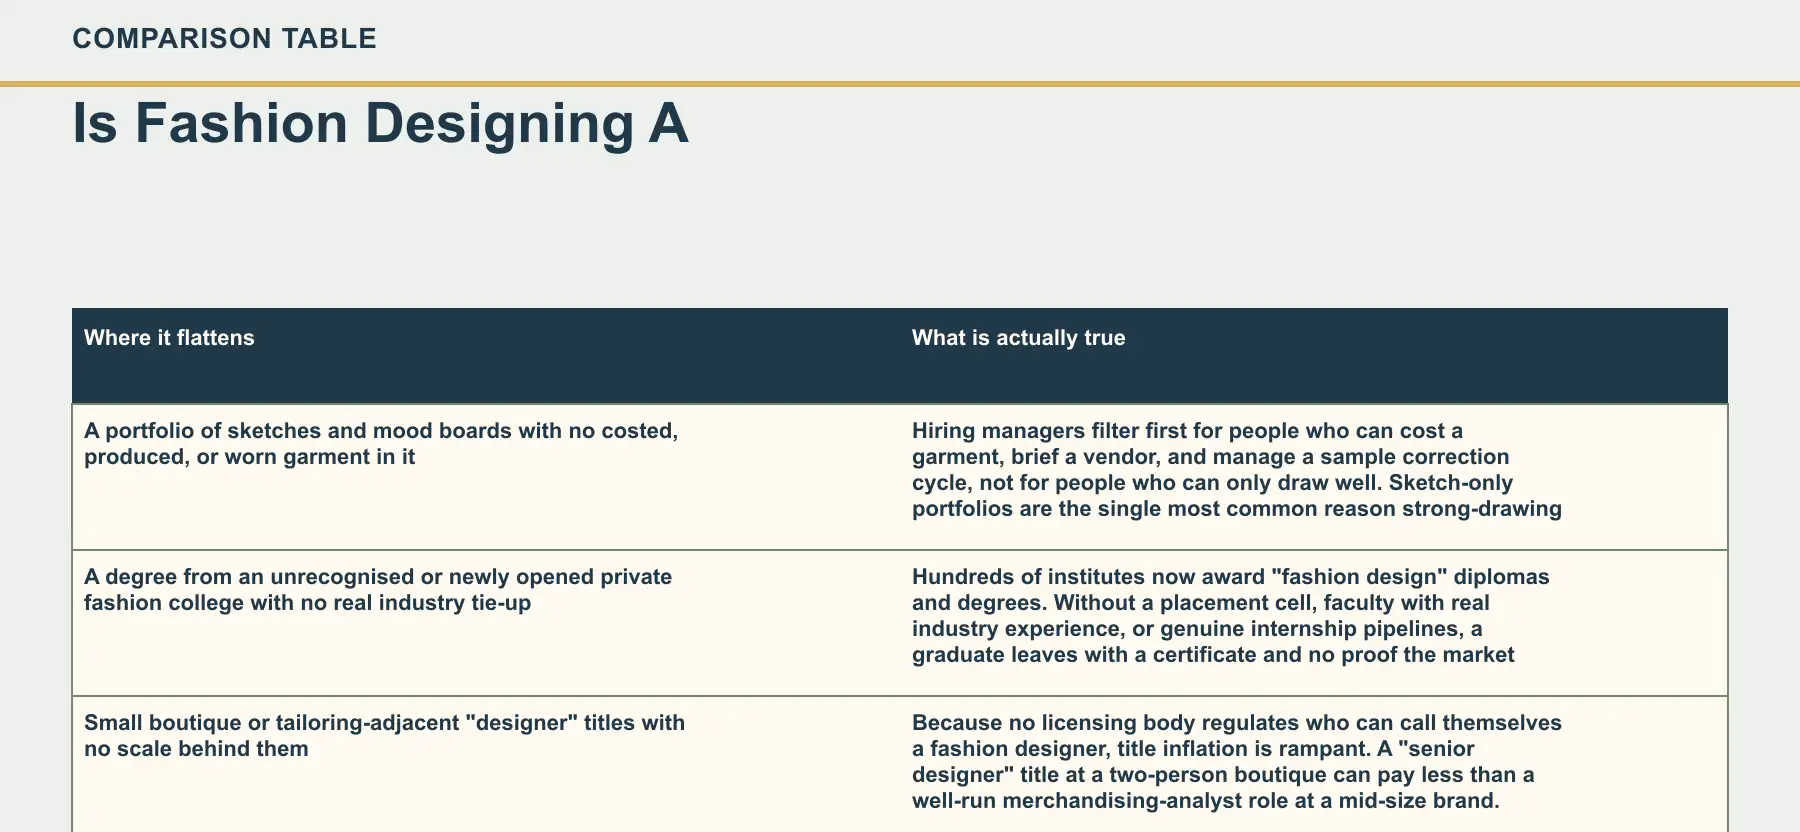 COMPARISON TABLE
Is Fashion Designing A
Where it flattens
What is actually true
A portfolio of sketches and mood boards with no costed,
produced, or worn garment in it
Hiring managers filter first for people who can cost a
garment, brief a vendor, and manage a sample correction
cycle, not for people who can only draw well. Sketch-only
portfolios are the single most common reason strong-drawing
A degree from an unrecognised or newly opened private
fashion college with no real industry tie-up
Hundreds of institutes now award "fashion design" diplomas
and degrees. Without a placement cell, faculty with real
industry experience, or genuine internship pipelines, a
graduate leaves with a certificate and no proof the market
Small boutique or tailoring-adjacent "designer" titles with
no scale behind them
Because no licensing body regulates who can call themselves
a fashion designer, title inflation is rampant. A "senior
designer" title at a two-person boutique can pay less than a
well-run merchandising-analyst role at a mid-size brand.